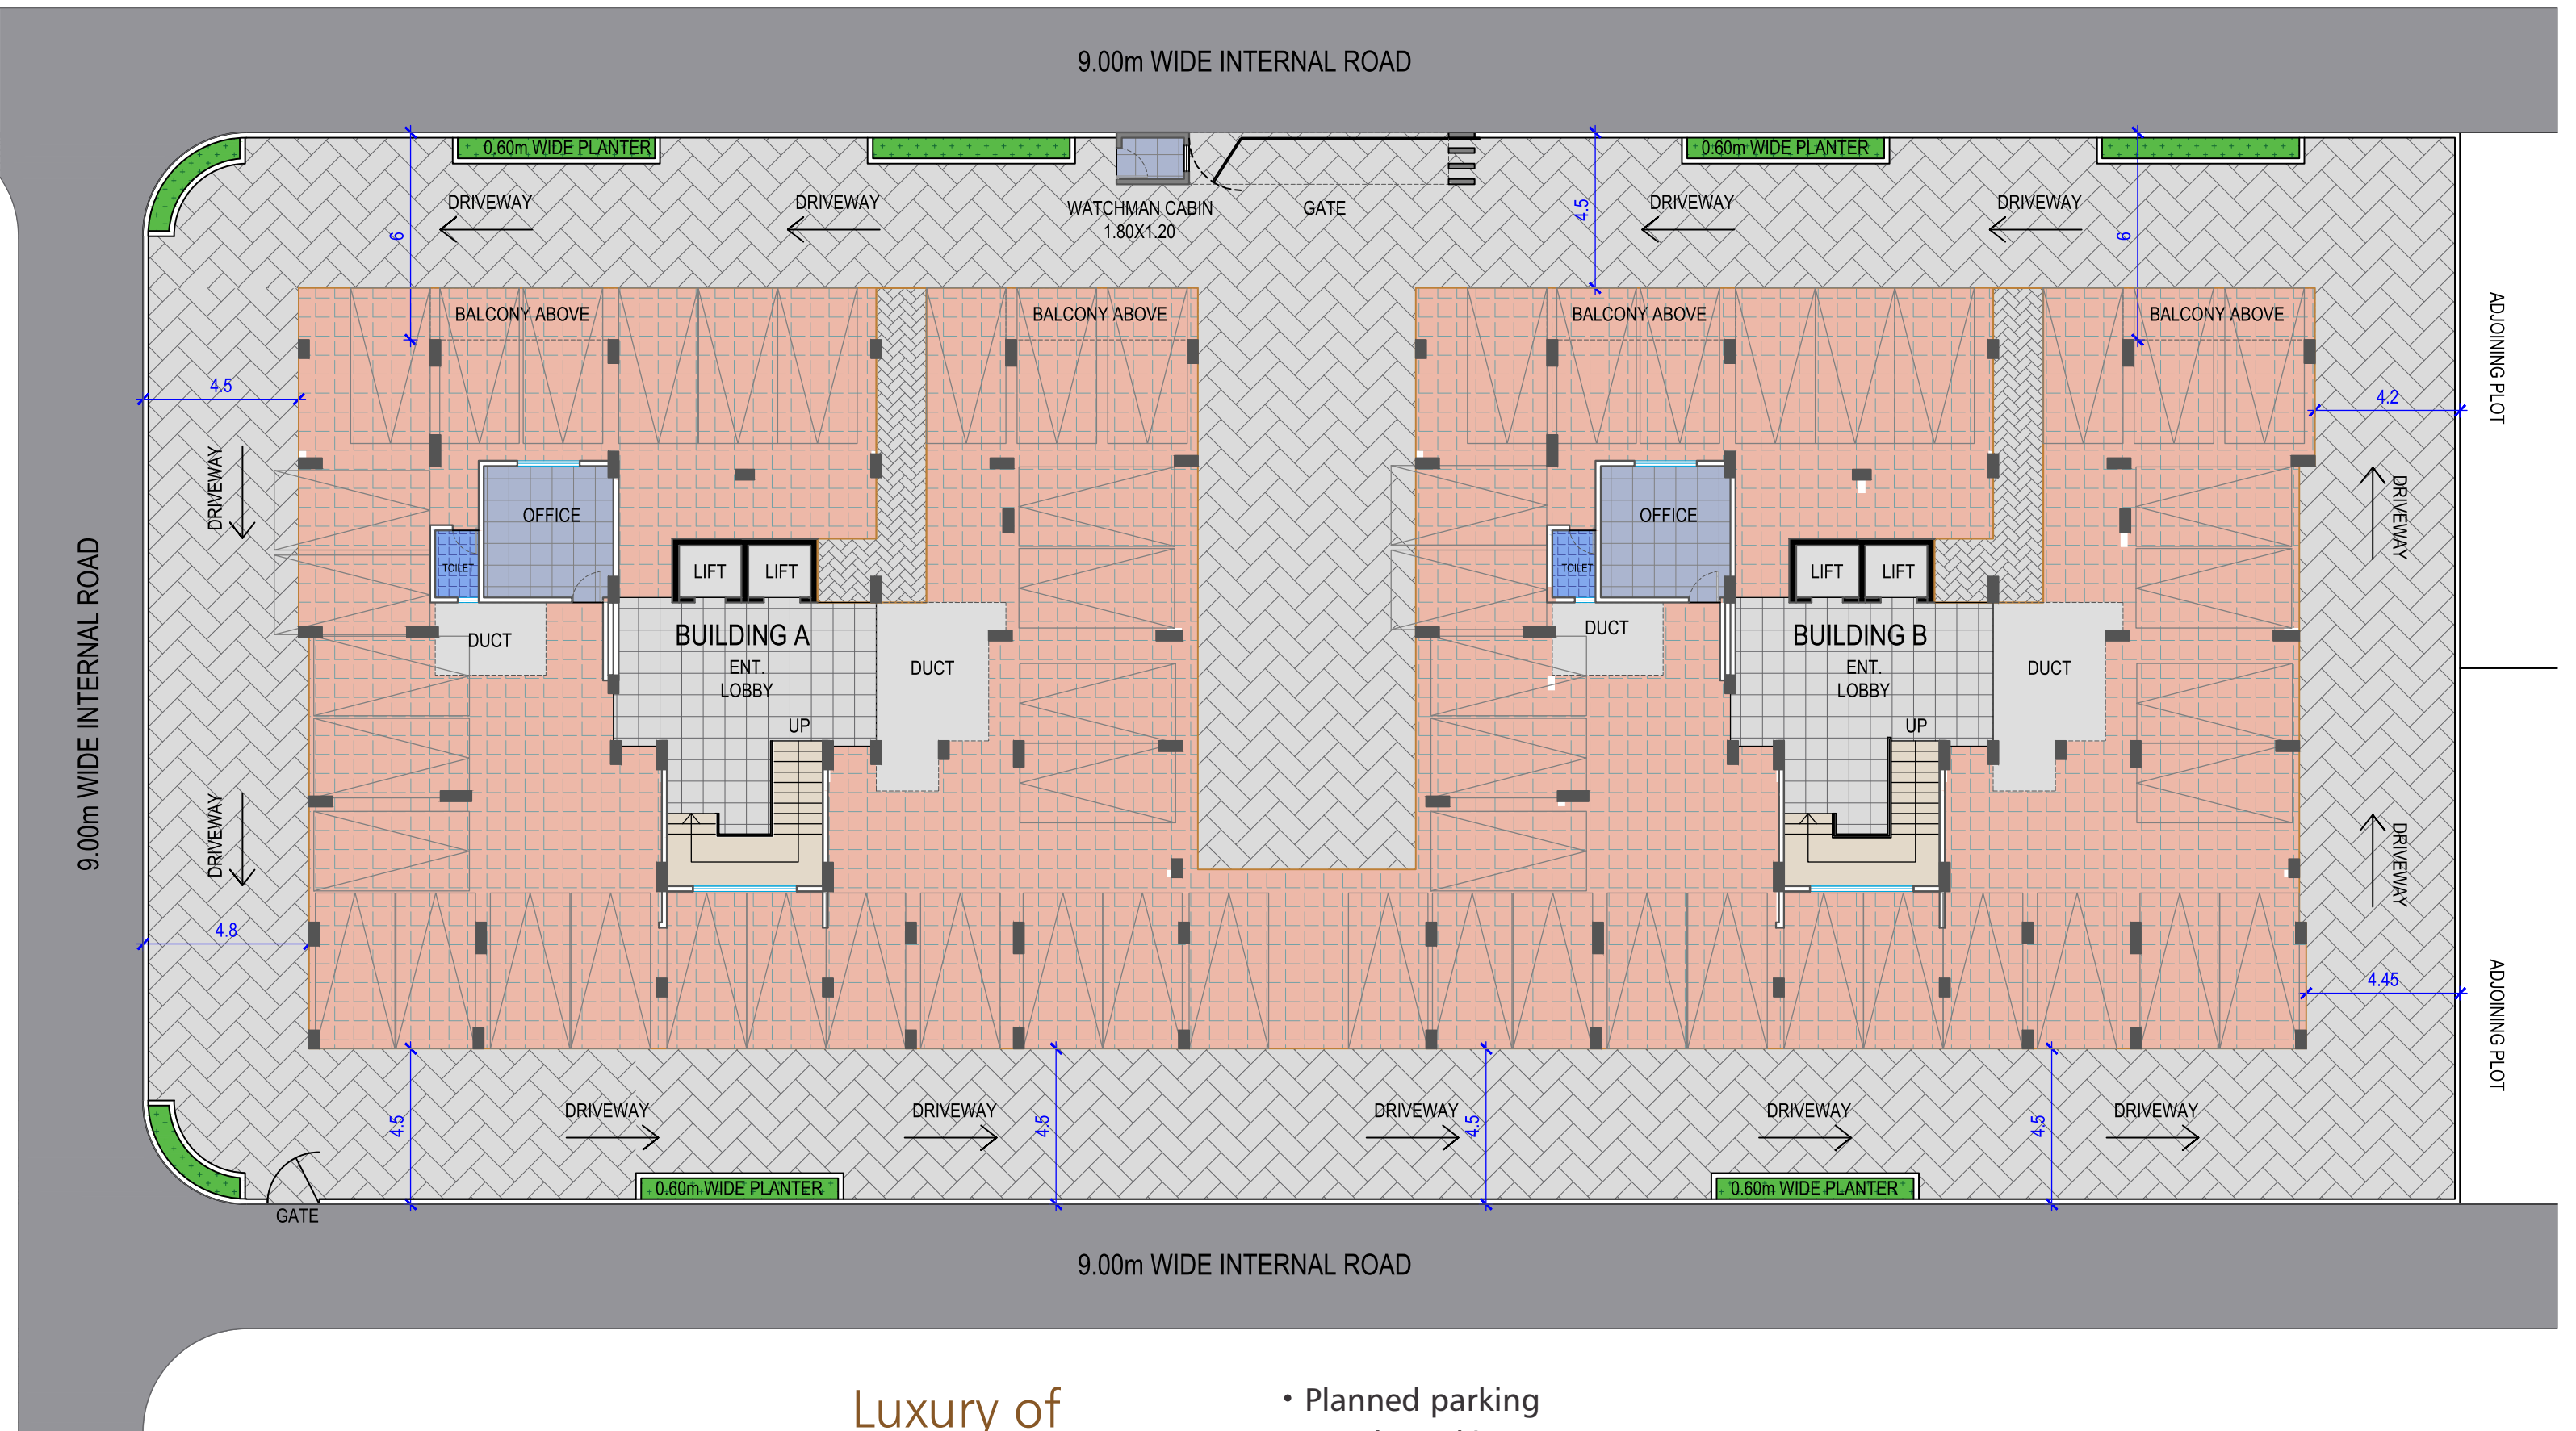 9.00m WIDE INTERNAL ROAD
0.60m WIDE PLANTER
0.60m WIDE PLANTER
DRIVEWAY
DRIVEWAY
WATCHMAN CABIN
1.80X1.20
GATE
4.5
DRIVEWAY
DRIVEWAY
6
6
BALCONY ABOVE
BALCONY ABOVE
BALCONY ABOVE
BALCONY ABOVE
ADJOINING PLOT
4.5
4.2
DRIVEWAY
OFFICE
OFFICE
DRIVEWAY
TOILET
LIFT
LIFT
TOILET
LIFT
LIFT
9.00m WIDE INTERNAL ROAD
DUCT
BUILDING A
ENT.
LOBBY
DUCT
UP
DUCT
BUILDING B
ENT.
LOBBY
DUCT
UP
DRIVEWAY
DRIVEWAY
4.8
4.45
ADJOINING PLOT
4.5
DRIVEWAY
DRIVEWAY
4.5
DRIVEWAY
4.5
DRIVEWAY
4.5
DRIVEWAY
0.60m WIDE PLANTER
0.60m WIDE PLANTER
GATE
9.00m WIDE INTERNAL ROAD
Luxury of
• Planned parking